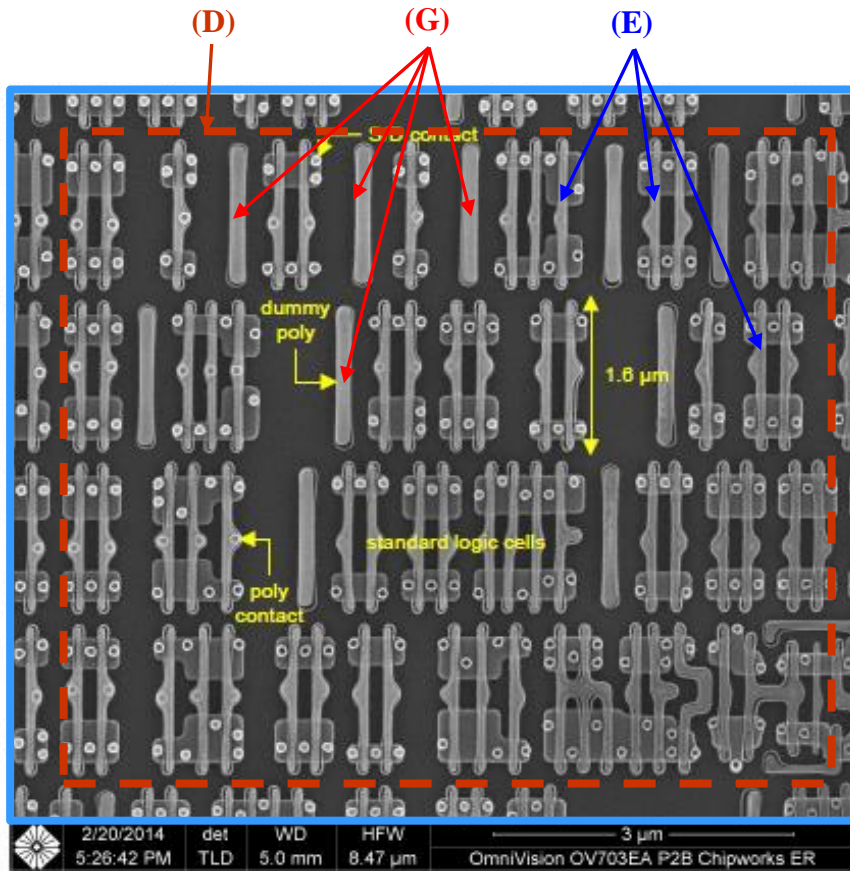 (D)
(G)
(E)
S/D contact
dummy
poly
1.6 µm
standard logic cells
poly
contact
2/20/2014
5:26:42 PM
det
TLD
WD
5.0 mm
HFW
8.47 µm
3 µm
OmniVision OV703EA P2B Chipworks ER